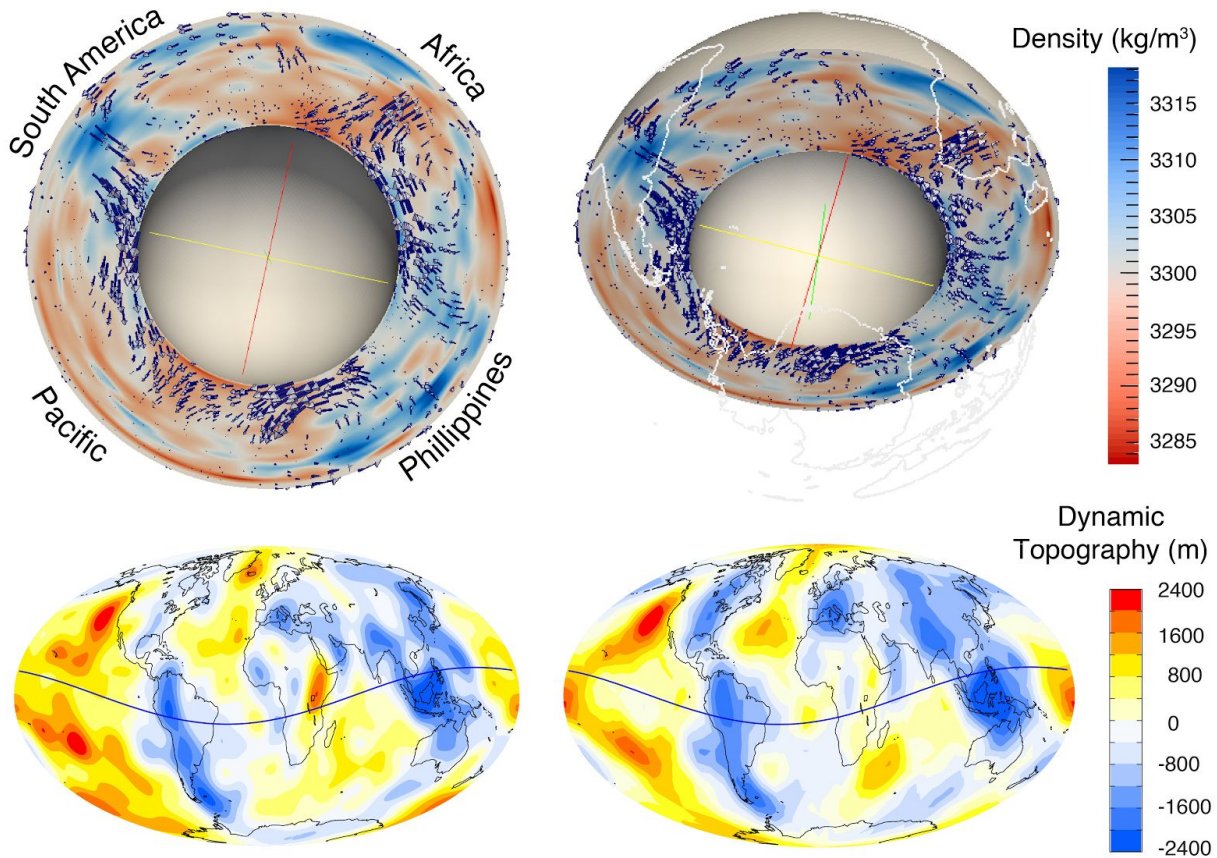 South America
Africa
Pacific
Phillippines
Density (kg/m³)
3315
3310
3305
3300
3295
3290
3285
Dynamic
Topography (m)
2400
1600
800
0
-800
-1600
-2400